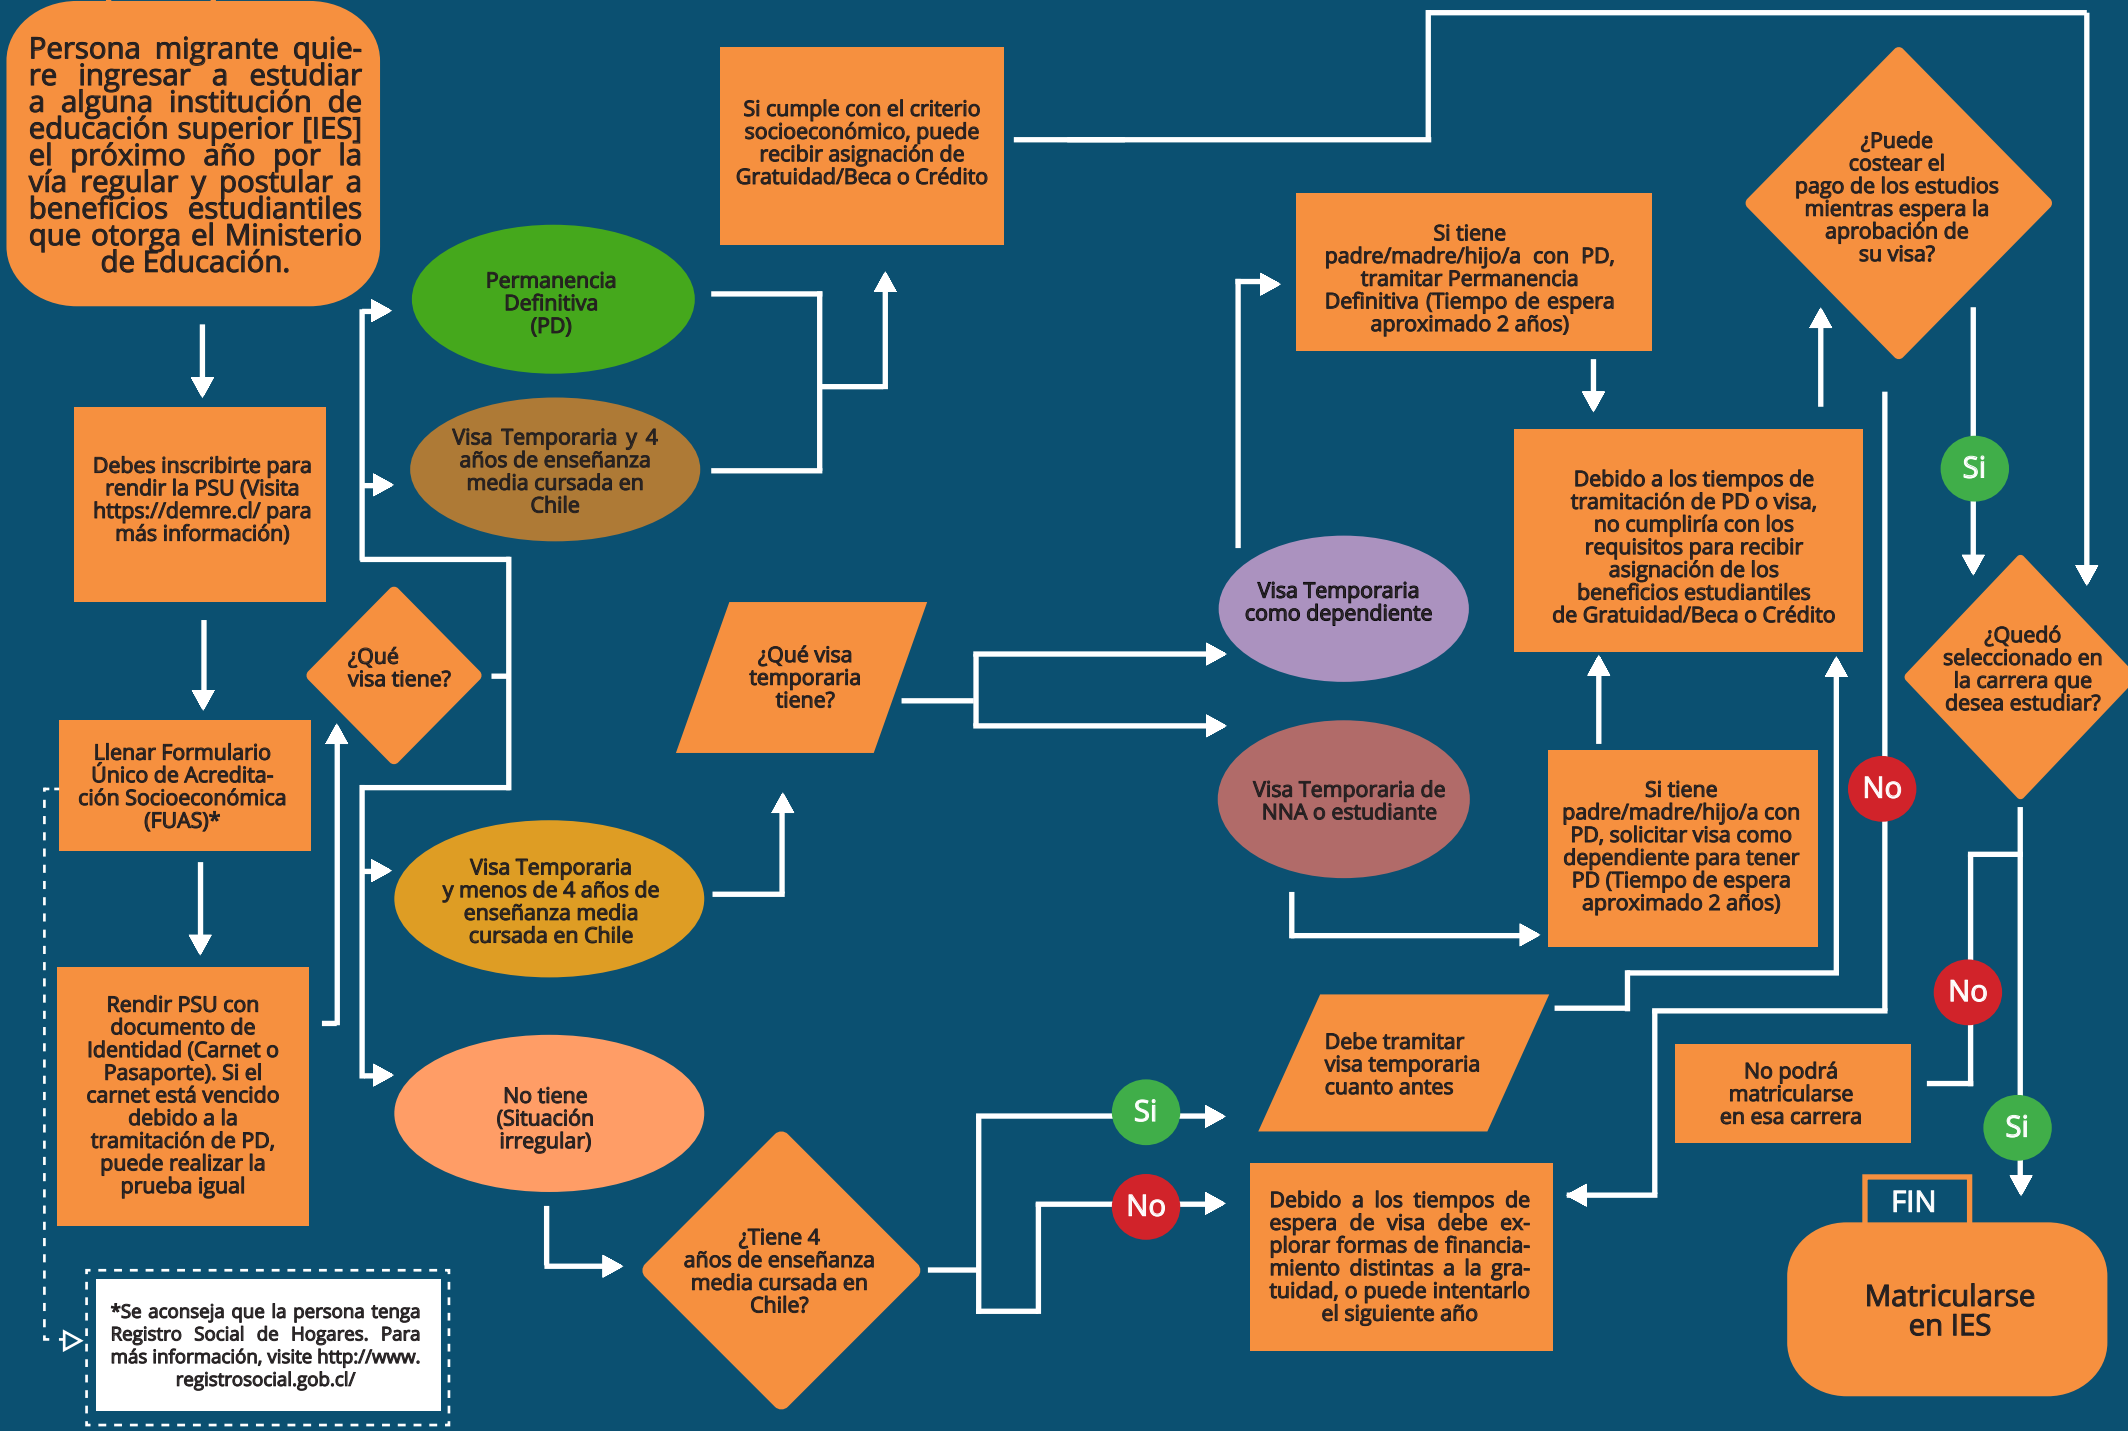 Persona migrante quie-
re ingresar a estudiar
a alguna institución de
educación superior [IES]
el próximo año por la
vía regular y postular a
beneficios estudiantiles
que otorga el Ministerio
de Educación.
Debes inscribirte para
rendir la PSU (Visita
https://demre.cl/ para
más información)
Llenar Formulario
Único de Acredita-
ción Socioeconómica
(FUAS)*
Rendir PSU con
documento de
Identidad (Carnet o
Pasaporte). Si el
carnet está vencido
debido a la
tramitación de PD,
puede realizar la
prueba igual
*Se aconseja que la persona tenga
Registro Social de Hogares. Para
más información, visite http://www.
registrosocial.gob.cl/
¿Qué
visa tiene?
Permanencia
Definitiva
(PD)
Visa Temporaria y 4
años de enseñanza
media cursada en
Chile
Visa Temporaria
y menos de 4 años de
enseñanza media
cursada en Chile
No tiene
(Situación
irregular)
Si cumple con el criterio
socioeconómico, puede
recibir asignación de
Gratuidad/Beca o Crédito
¿Qué visa
temporaria
tiene?
¿Tiene 4
años de enseñanza
media cursada en
Chile?
Si
No
Visa Temporaria
como dependiente
Visa Temporaria de
NNA o estudiante
Si tiene
padre/madre/hijo/a con PD,
tramitar Permanencia
Definitiva (Tiempo de espera
aproximado 2 años)
Si tiene
padre/madre/hijo/a con
PD, solicitar visa como
dependiente para tener
PD (Tiempo de espera
aproximado 2 años)
Debe tramitar
visa temporaria
cuanto antes
Debido a los tiempos de
espera de visa debe ex-
plorar formas de financia-
miento distintas a la gra-
tuidad, o puede intentarlo
el siguiente año
Debido a los tiempos de
tramitación de PD o visa,
no cumpliría con los
requisitos para recibir
asignación de los
beneficios estudiantiles
de Gratuidad/Beca o Crédito
¿Puede
costear el
pago de los estudios
mientras espera la
aprobación de
su visa?
Si
No
¿Quedó
seleccionado en
la carrera que
desea estudiar?
No
Si
No podrá
matricularse
en esa carrera
FIN
Matricularse
en IES